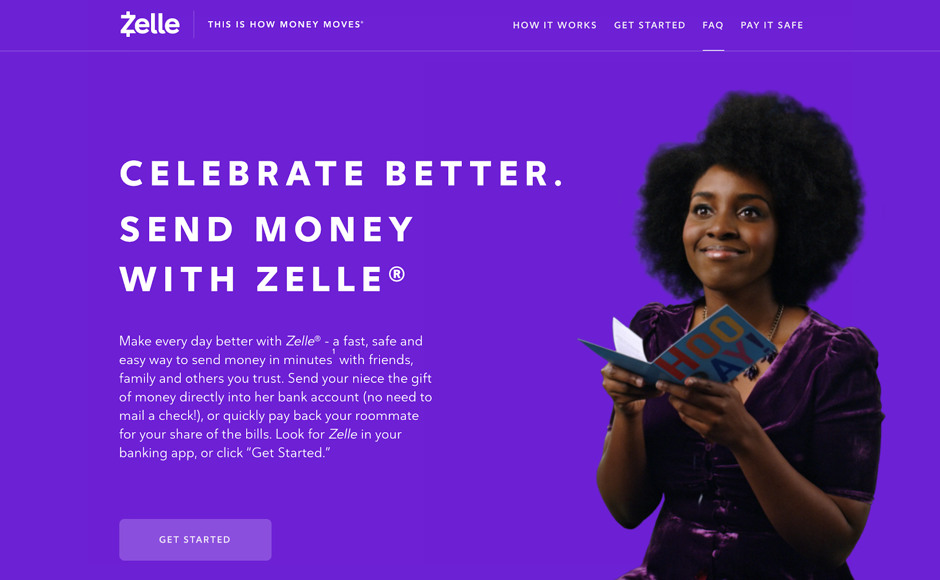 Zelle
THIS IS HOW MONEY MOVES®
HOW IT WORKS
GET STARTED
FAQ
PAY IT SAFE
CELEBRATE BETTER.
SEND MONEY
WITH ZELLE®
Make every day better with Zelle® - a fast, safe and
easy way to send money in minutes1 with friends,
family and others you trust. Send your niece the gift
of money directly into her bank account (no need to
mail a check!), or quickly pay back your roommate
for your share of the bills. Look for Zelle in your
banking app, or click “Get Started.”
GET STARTED
HOO
RAY!